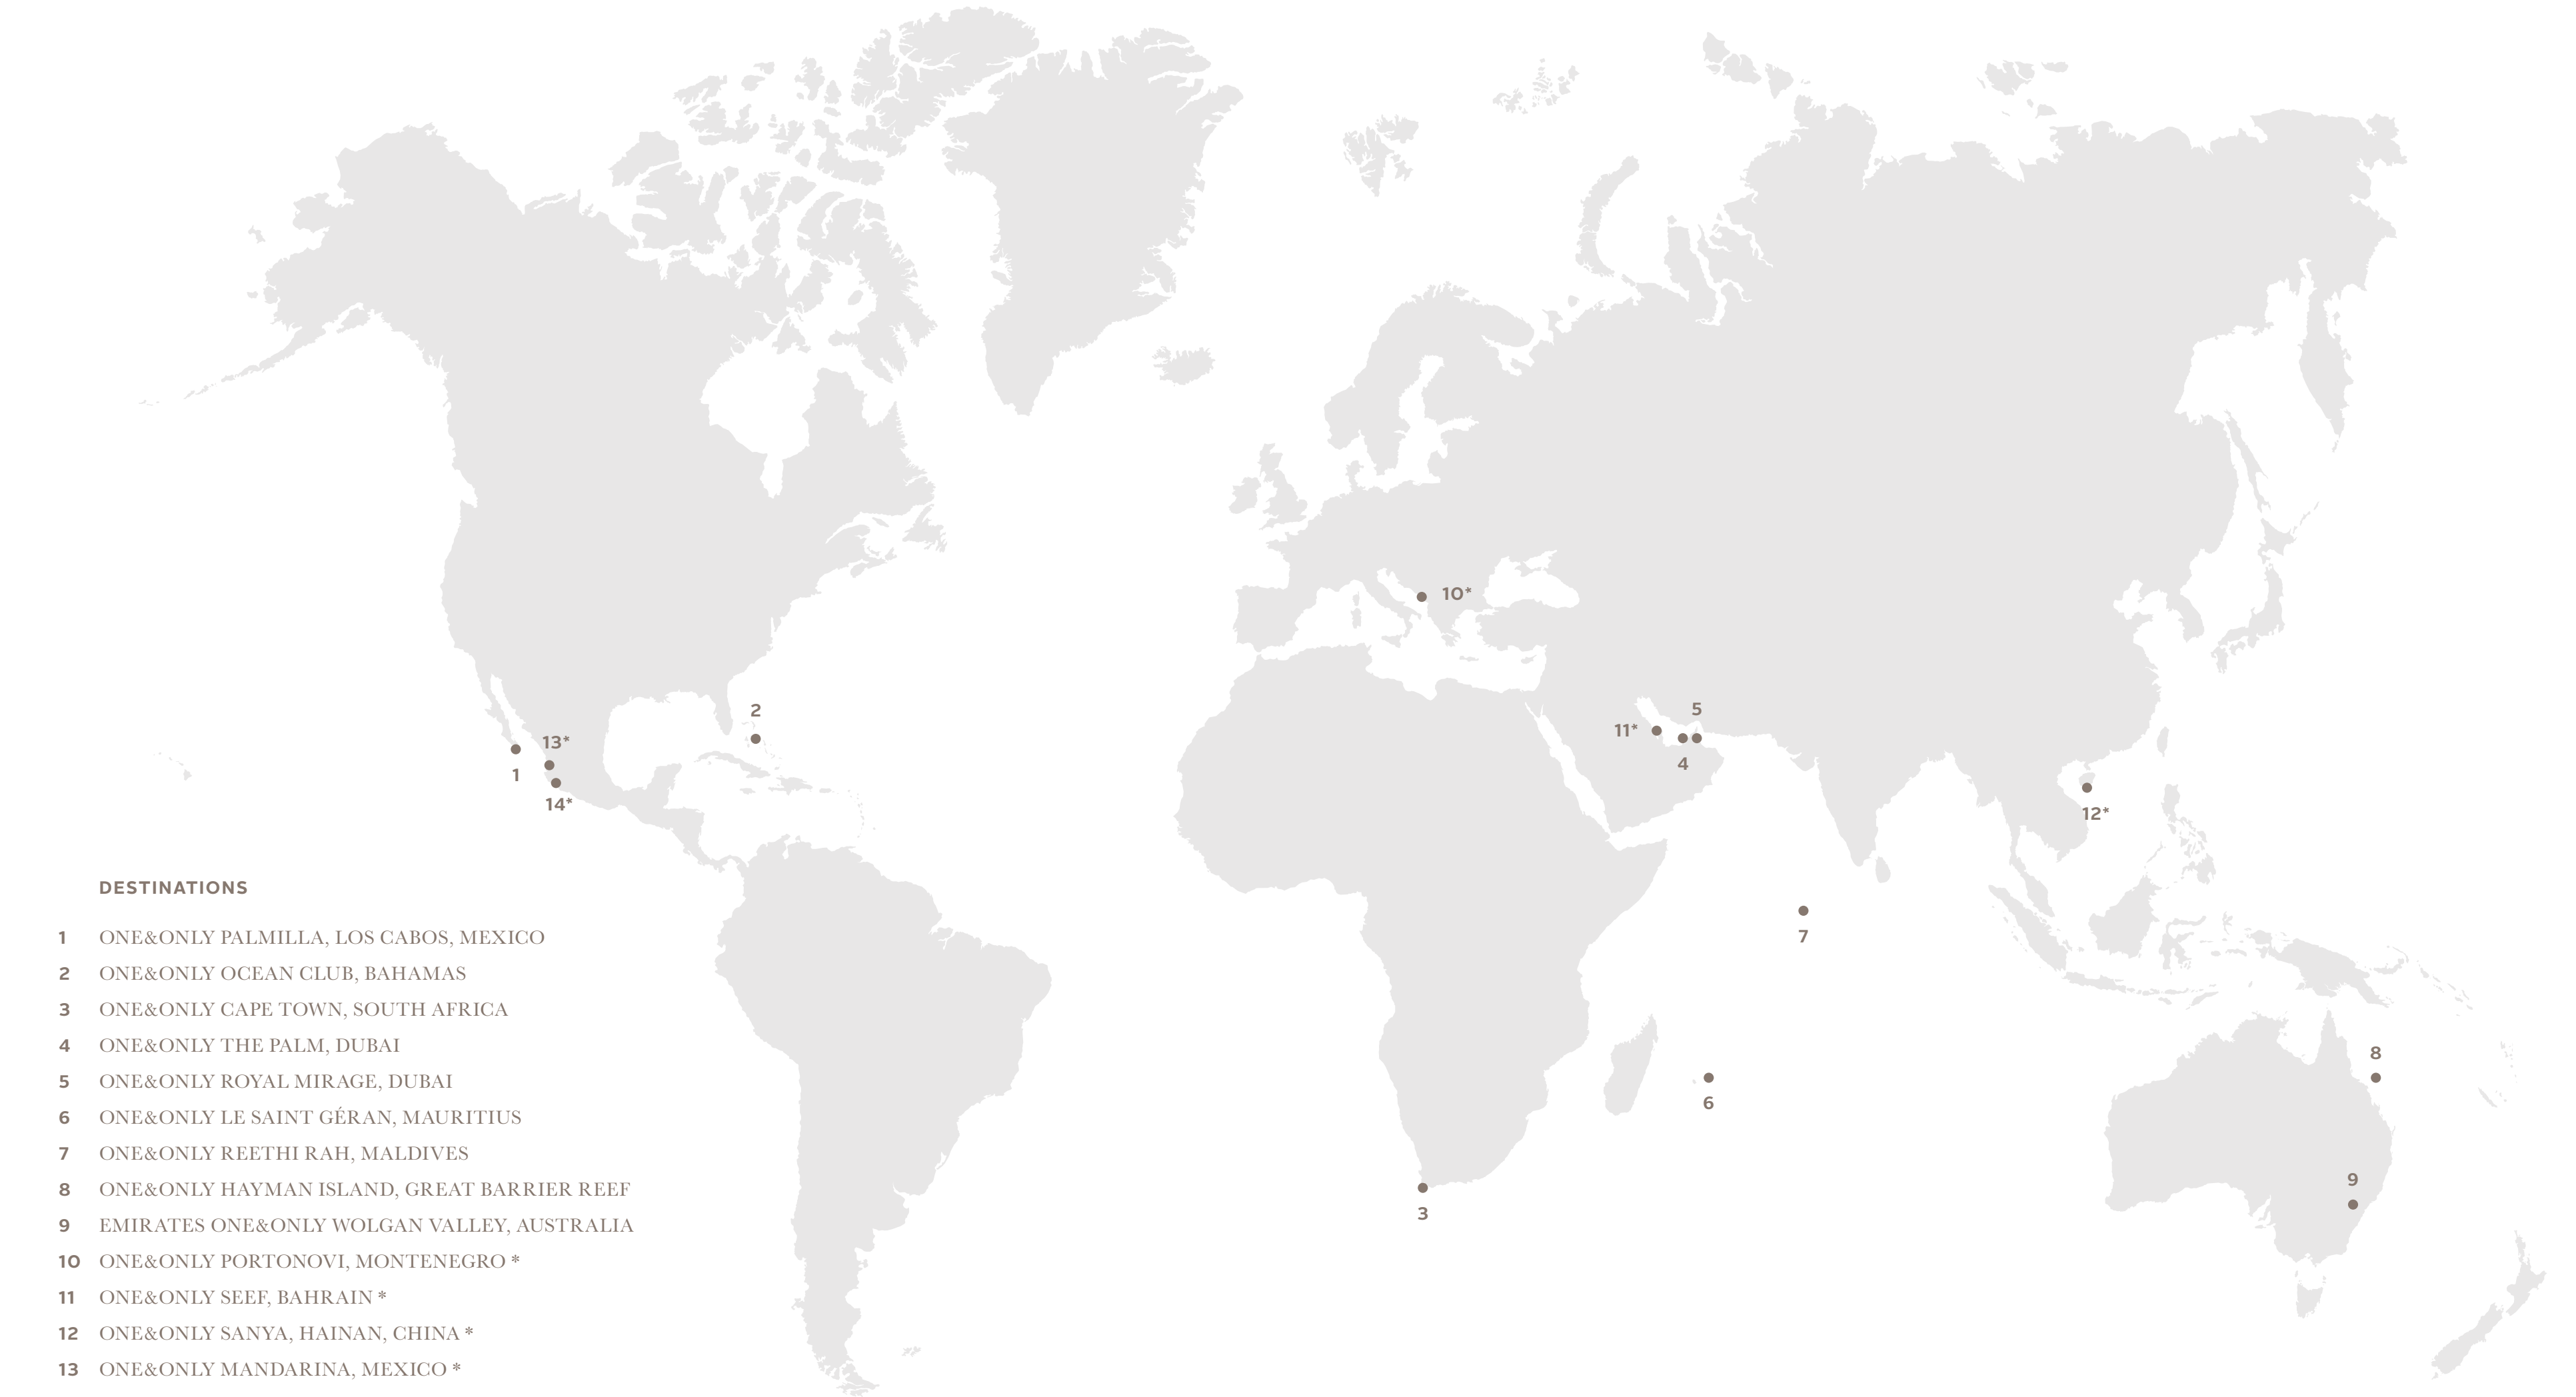 10*
5
2
11*
13*
4
1
14*
12*
DESTINATIONS
1 ONE&ONLY PALMILLA, LOS CABOS, MEXICO
2 ONE&ONLY OCEAN CLUB, BAHAMAS
3 ONE&ONLY CAPE TOWN, SOUTH AFRICA
4 ONE&ONLY THE PALM, DUBAI
5 ONE&ONLY ROYAL MIRAGE, DUBAI
6 ONE&ONLY LE SAINT GÉRAN, MAURITIUS
7 ONE&ONLY REETHI RAH, MALDIVES
8 ONE&ONLY HAYMAN ISLAND, GREAT BARRIER REEF
9 EMIRATES ONE&ONLY WOLGAN VALLEY, AUSTRALIA
10 ONE&ONLY PORTONOVI, MONTENEGRO *
11 ONE&ONLY SEEF, BAHRAIN *
12 ONE&ONLY SANYA, HAINAN, CHINA *
13 ONE&ONLY MANDARINA, MEXICO *
7
8
6
9
3